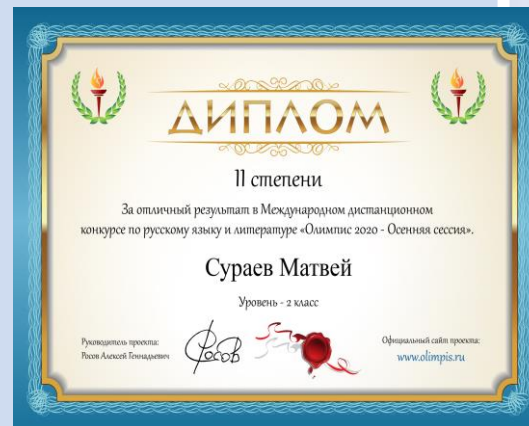 ДИПЛОМ
II степени
За отличный результат в Международном дистанционном
конкурсе по русскому языку и литературе «Олимпис 2020 - Осенняя сессия».
Сураев Матвей
Уровень - 2 класс
Руководитель проекта:
Росов Алексей Геннадьевич
Росов
Официальный сайт проекта:
www.olimpis.ru